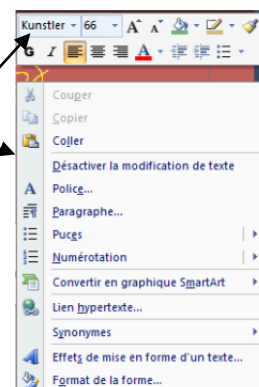 Kunstler 66 A A
G I A
Couper
Copier
Coller
Désactiver la modification de texte
A Police...
Paragraphe...
Puces
Numérotation
Convertir en graphique SmartArt
Lien hypertexte...
Synonymes
A Effets de mise en forme d'un texte...
Format de la forme...